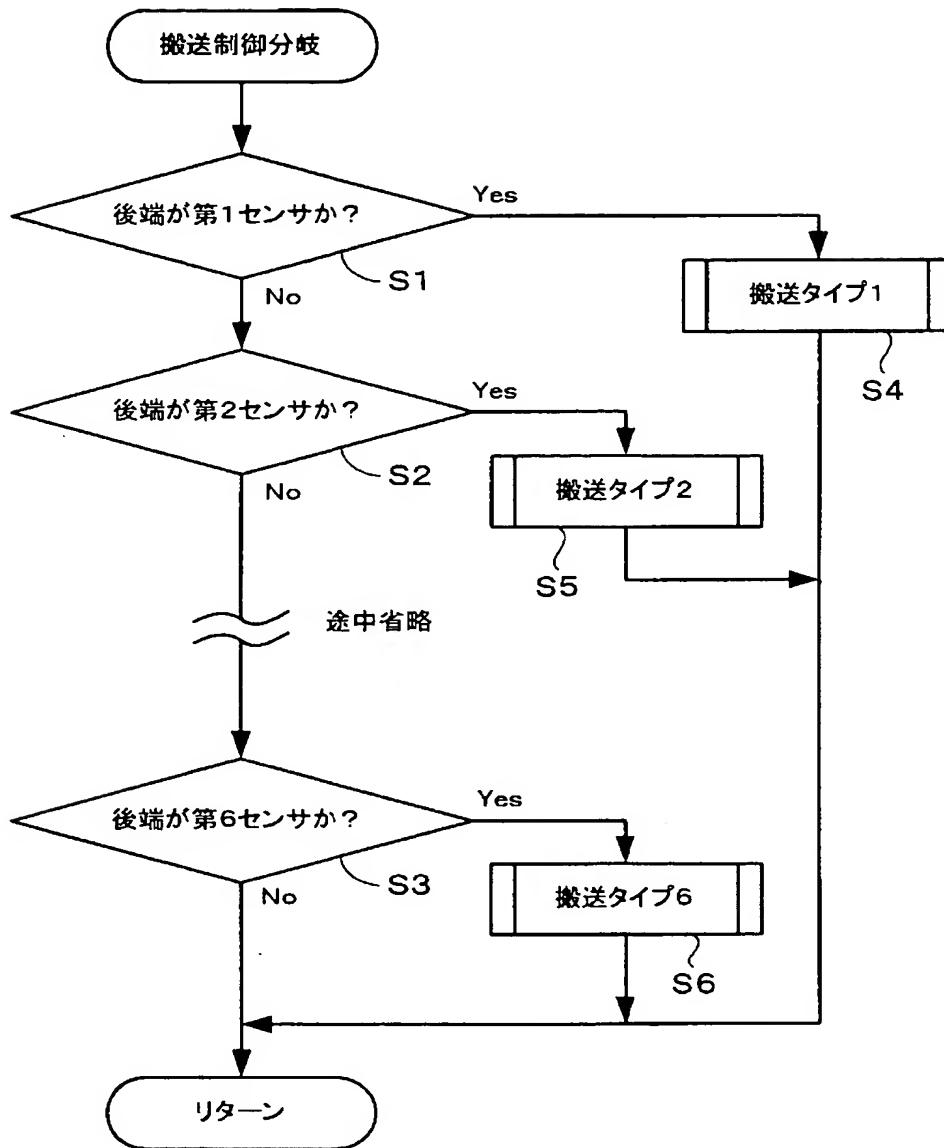 搬送制御分岐
後端が第1センサか?
Yes
S1
No
搬送タイプ1
S4
後端が第2センサか?
Yes
S2
No
搬送タイプ2
S5
途中省略
後端が第6センサか?
Yes
S3
No
搬送タイプ6
S6
リターン